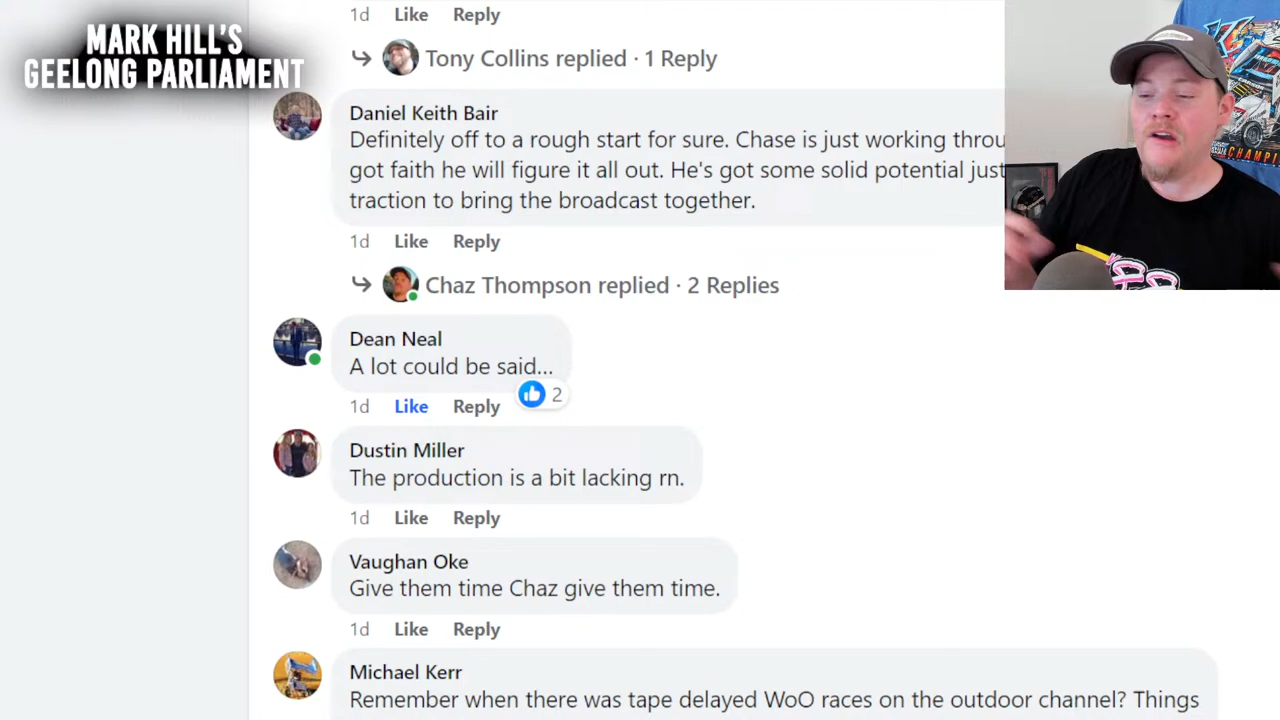 MARK HILL'S
GEELONG PARLIAMENT
1d Like Reply
Tony Collins replied · 1 Reply
Daniel Keith Bair
Definitely off to a rough start for sure. Chase is just working
got faith he will figure it all out. He's got some solid potential just
traction to bring the broadcast together.
1d Like Reply
Chaz Thompson replied · 2 Replies
Dean Neal
A lot could be said...
2
1d Like Reply
Dustin Miller
The production is a bit lacking rn.
1d Like Reply
Vaughan Oke
Give them time Chaz give them time.
1d Like Reply
Michael Kerr
Remember when there was tape delayed WoO races on the outdoor channel? Things
CHAMPI